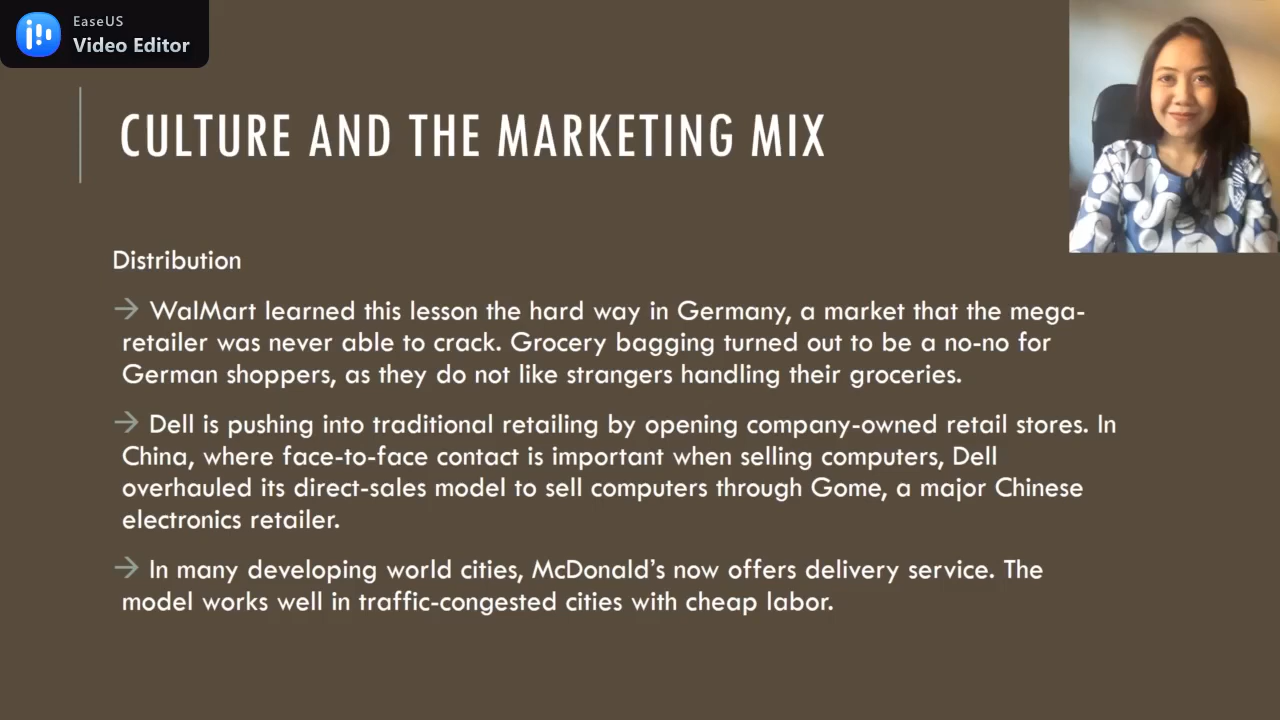 EaseUS
Video Editor
CULTURE AND THE MARKETING MIX
Distribution
→ WalMart learned this lesson the hard way in Germany, a market that the mega-
retailer was never able to crack. Grocery bagging turned out to be a no-no for
German shoppers, as they do not like strangers handling their groceries.
→ Dell is pushing into traditional retailing by opening company-owned retail stores. In
China, where face-to-face contact is important when selling computers, Dell
overhauled its direct-sales model to sell computers through Gome, a major Chinese
electronics retailer.
→ In many developing world cities, McDonald’s now offers delivery service. The
model works well in traffic-congested cities with cheap labor.